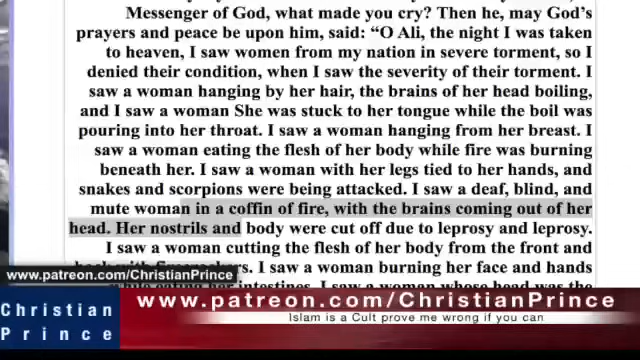 Messenger of God, what made you cry? Then he, may God's
prayers and peace be upon him, said: “O Ali, the night I was taken
to heaven, I saw women from my nation in severe torment, so I
denied their condition, when I saw the severity of their torment. I
saw a woman hanging by her hair, the brains of her head boiling,
and I saw a woman She was stuck to her tongue while the boil was
pouring into her throat. I saw a woman hanging from her breast. I
saw a woman eating the flesh of her body while fire was burning
beneath her. I saw a woman with her legs tied to her hands, and
snakes and scorpions were being attacked. I saw a deaf, blind, and
mute woman in a coffin of fire, with the brains coming out of her
head. Her nostrils and body were cut off due to leprosy and leprosy.
I saw a woman cutting the flesh of her body from the front and
I saw a woman burning her face and hands
www.patreon.com/ChristianPrince
her intestines. I saw a woman whose head was the
www.patreon.com/ChristianPrince
Christian
Prince
Islam is a Cult prove me wrong if you can